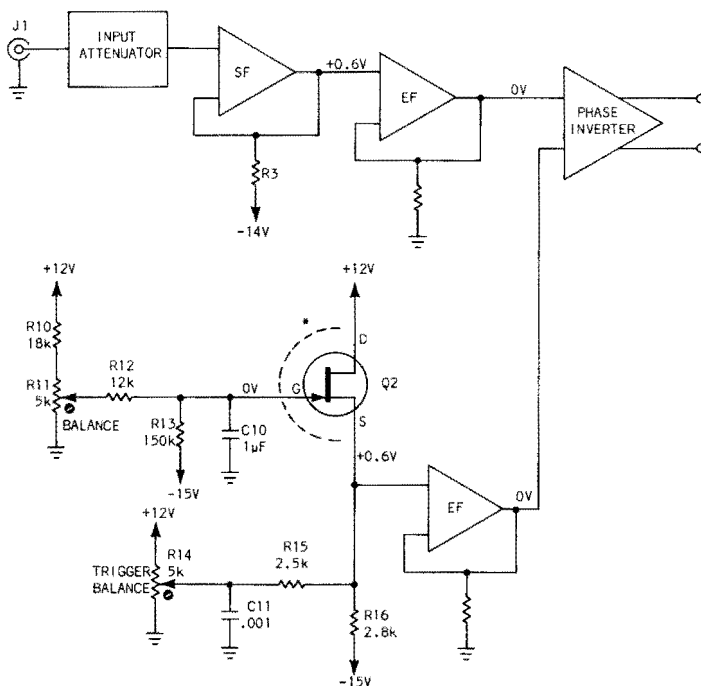 J1
INPUT
ATTENUATOR
SF
+0.6V
EF
0V
PHASE
INVERTER
R3
-14V
+12V
+12V
R10
18k
*
D
R11
5k
R12
12k
0V
G
Q2
BALANCE
R13
150k
C10
1µF
S
+0.6V
-15V
+12V
EF
0V
R14
5k
R15
2.5k
TRIGGER
BALANCE
C11
.001
R16
2.8k
-15V